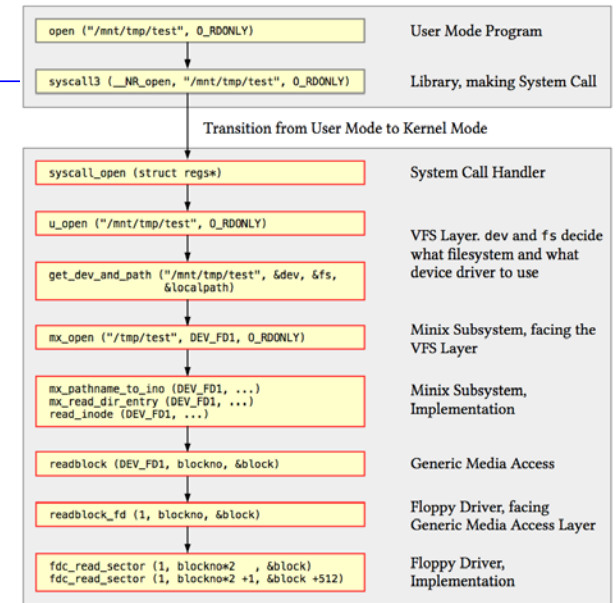 open ("/mnt/tmp/test", O_RDONLY)
User Mode Program
syscall3 (__NR_open, "/mnt/tmp/test", O_RDONLY)
Library, making System Call
Transition from User Mode to Kernel Mode
syscall_open (struct regs*)
System Call Handler
u_open ("/mnt/tmp/test", O_RDONLY)
get_dev_and_path ("/mnt/tmp/test", &dev, &fs,
&localpath)
VFS Layer. dev and fs decide
what filesystem and what
device driver to use
mx_open ("/tmp/test", DEV_FD1, O_RDONLY)
Minix Subsystem, facing the
VFS Layer
mx_pathname_to_ino (DEV_FD1, ...)
mx_read_dir_entry (DEV_FD1, ...)
read_inode (DEV_FD1, ...)
Minix Subsystem,
Implementation
readblock (DEV_FD1, blockno, &block)
Generic Media Access
readblock_fd (1, blockno, &block)
Floppy Driver, facing
Generic Media Access Layer
fdc_read_sector (1, blockno*2   , &block)
fdc_read_sector (1, blockno*2 +1, &block +512)
Floppy Driver,
Implementation